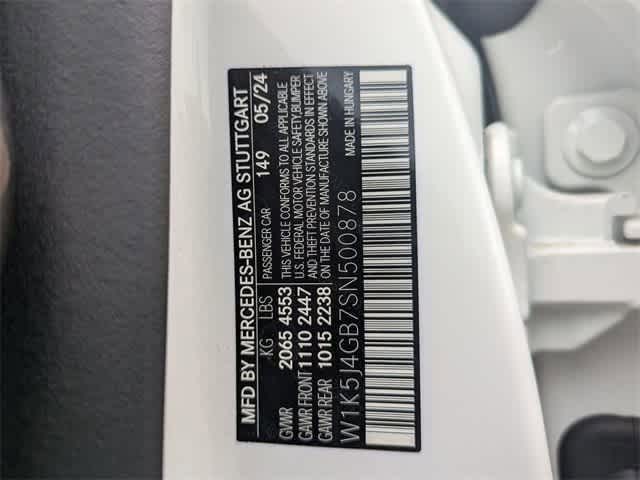 MFD BY MERCEDES-BENZ AG STUTTGART
KG LBS PASSENGER CAR 149 05/24
GVWR 2065 4553 THIS VEHICLE CONFORMS TO ALL APPLICABLE
GAWR FRONT 1110 2447 U.S. FEDERAL MOTOR VEHICLE SAFETY, BUMPER
AND THEFT PREVENTION STANDARDS IN EFFECT
GAWR REAR 1015 2238 ON THE DATE OF MANUFACTURE SHOWN ABOVE
W1K5J4GB7SN500878 MADE IN HUNGARY